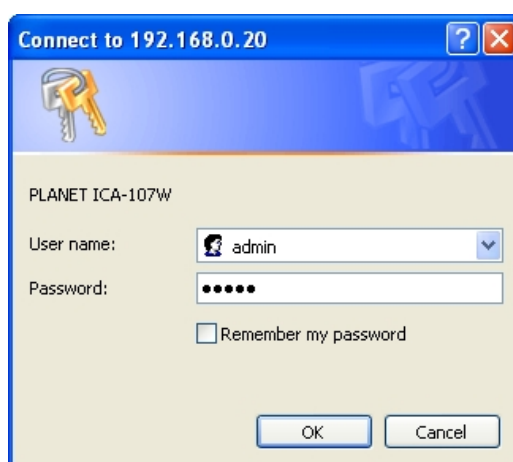 Connect to 192.168.0.20
PLANET ICA-107W
User name: admin
Password: •••••
Remember my password
OK Cancel